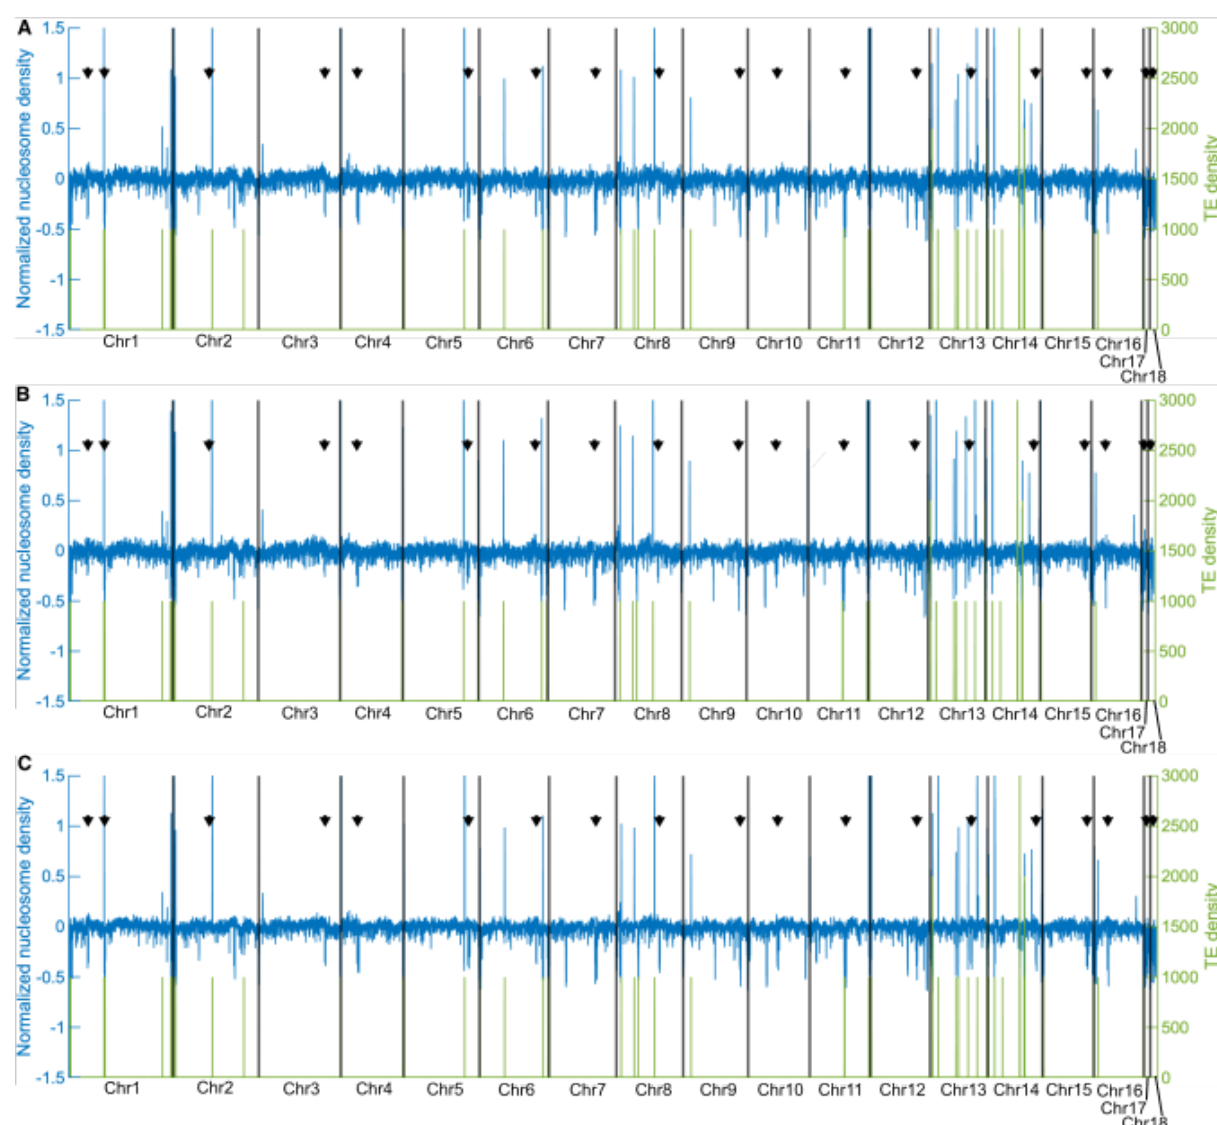 A
Normalized nucleosome density
1.5
1
0.5
0
-0.5
-1
-1.5
3000
2500
2000
1500
1000
500
0
TE density
Chr1 Chr2 Chr3 Chr4 Chr5 Chr6 Chr7 Chr8 Chr9 Chr10 Chr11 Chr12 Chr13 Chr14 Chr15 Chr16
Chr17
Chr18
B
Normalized nucleosome density
1.5
1
0.5
0
-0.5
-1
-1.5
3000
2500
2000
1500
1000
500
0
TE density
Chr1 Chr2 Chr3 Chr4 Chr5 Chr6 Chr7 Chr8 Chr9 Chr10 Chr11 Chr12 Chr13 Chr14 Chr15 Chr16
Chr17
Chr18
C
Normalized nucleosome density
1.5
1
0.5
0
-0.5
-1
-1.5
3000
2500
2000
1500
1000
500
0
TE density
Chr1 Chr2 Chr3 Chr4 Chr5 Chr6 Chr7 Chr8 Chr9 Chr10 Chr11 Chr12 Chr13 Chr14 Chr15 Chr16
Chr17
Chr18